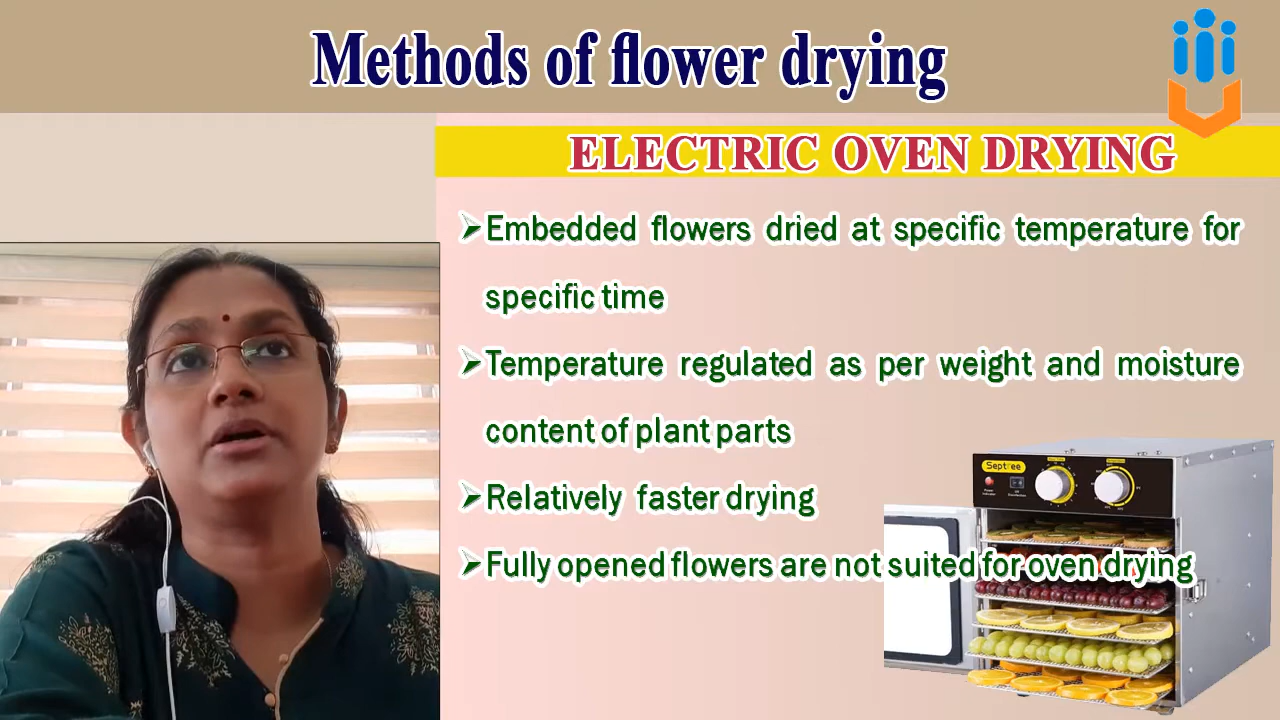 Methods of flower drying
ELECTRIC OVEN DRYING
➢Embedded flowers dried at specific temperature for
specific time
➢Temperature regulated as per weight and moisture
content of plant parts
➢Relatively faster drying
➢Fully opened flowers are not suited for oven drying
Septree